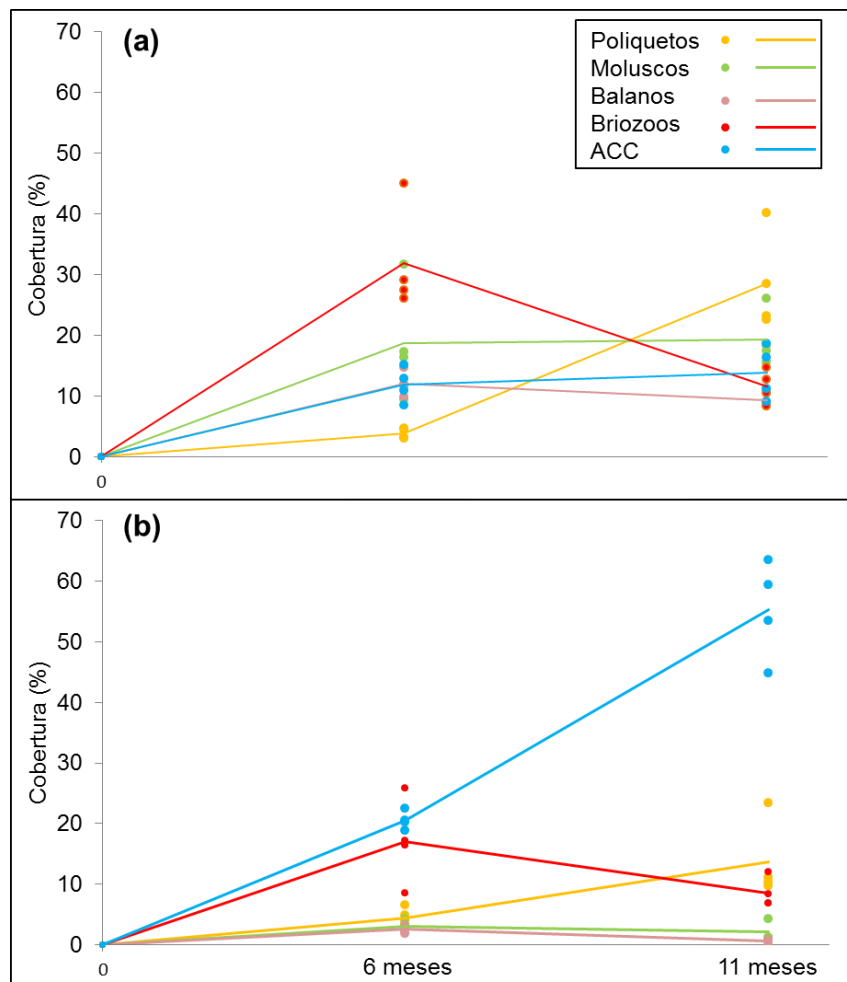 (a)
Poliquetos
Moluscos
Balanos
Briozoos
ACC
Cobertura (%)
70
60
50
40
30
20
10
0
0
(b)
Cobertura (%)
70
60
50
40
30
20
10
0
0
6 meses
11 meses